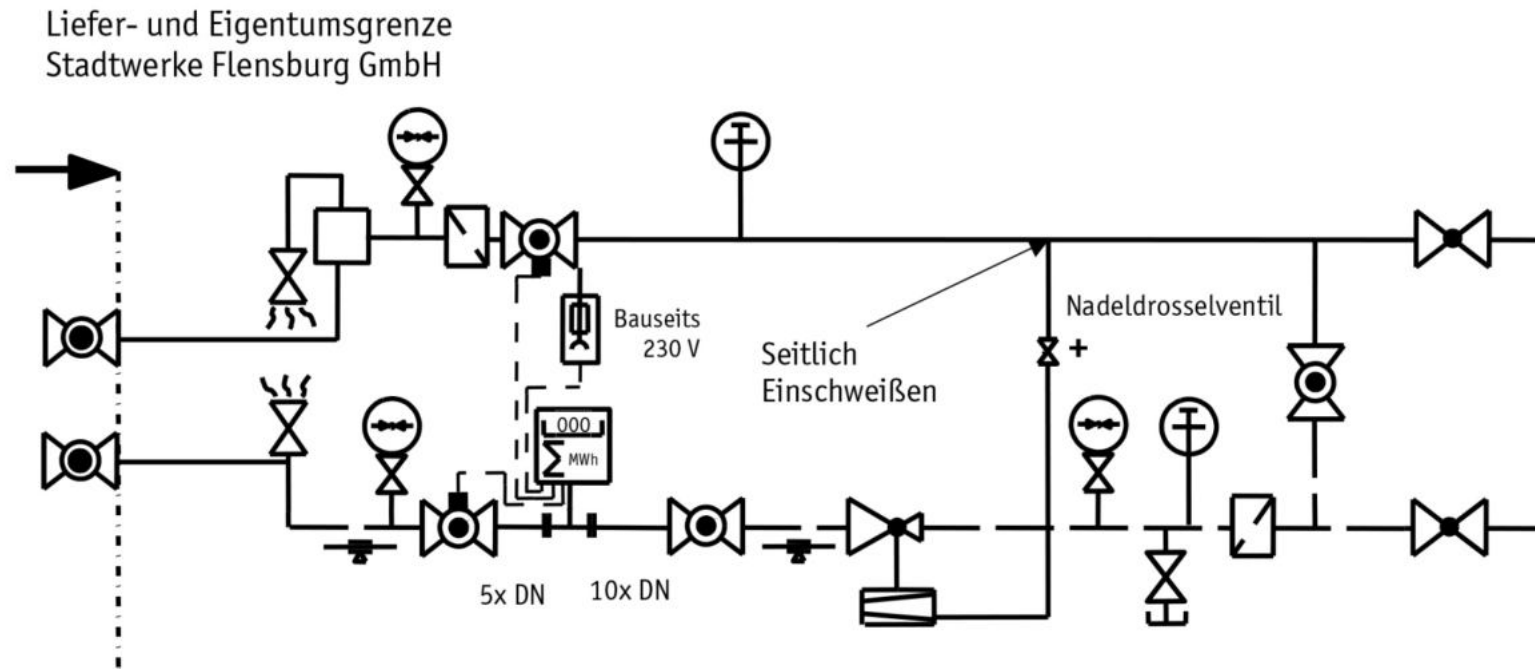 Liefer- und Eigentumsgrenze
Stadtwerke Flensburg GmbH
Bauseits
230 V
Nadeldrosselventil
+
Seitlich
Einschweißen
000
Σ MWh
5x DN
10x DN